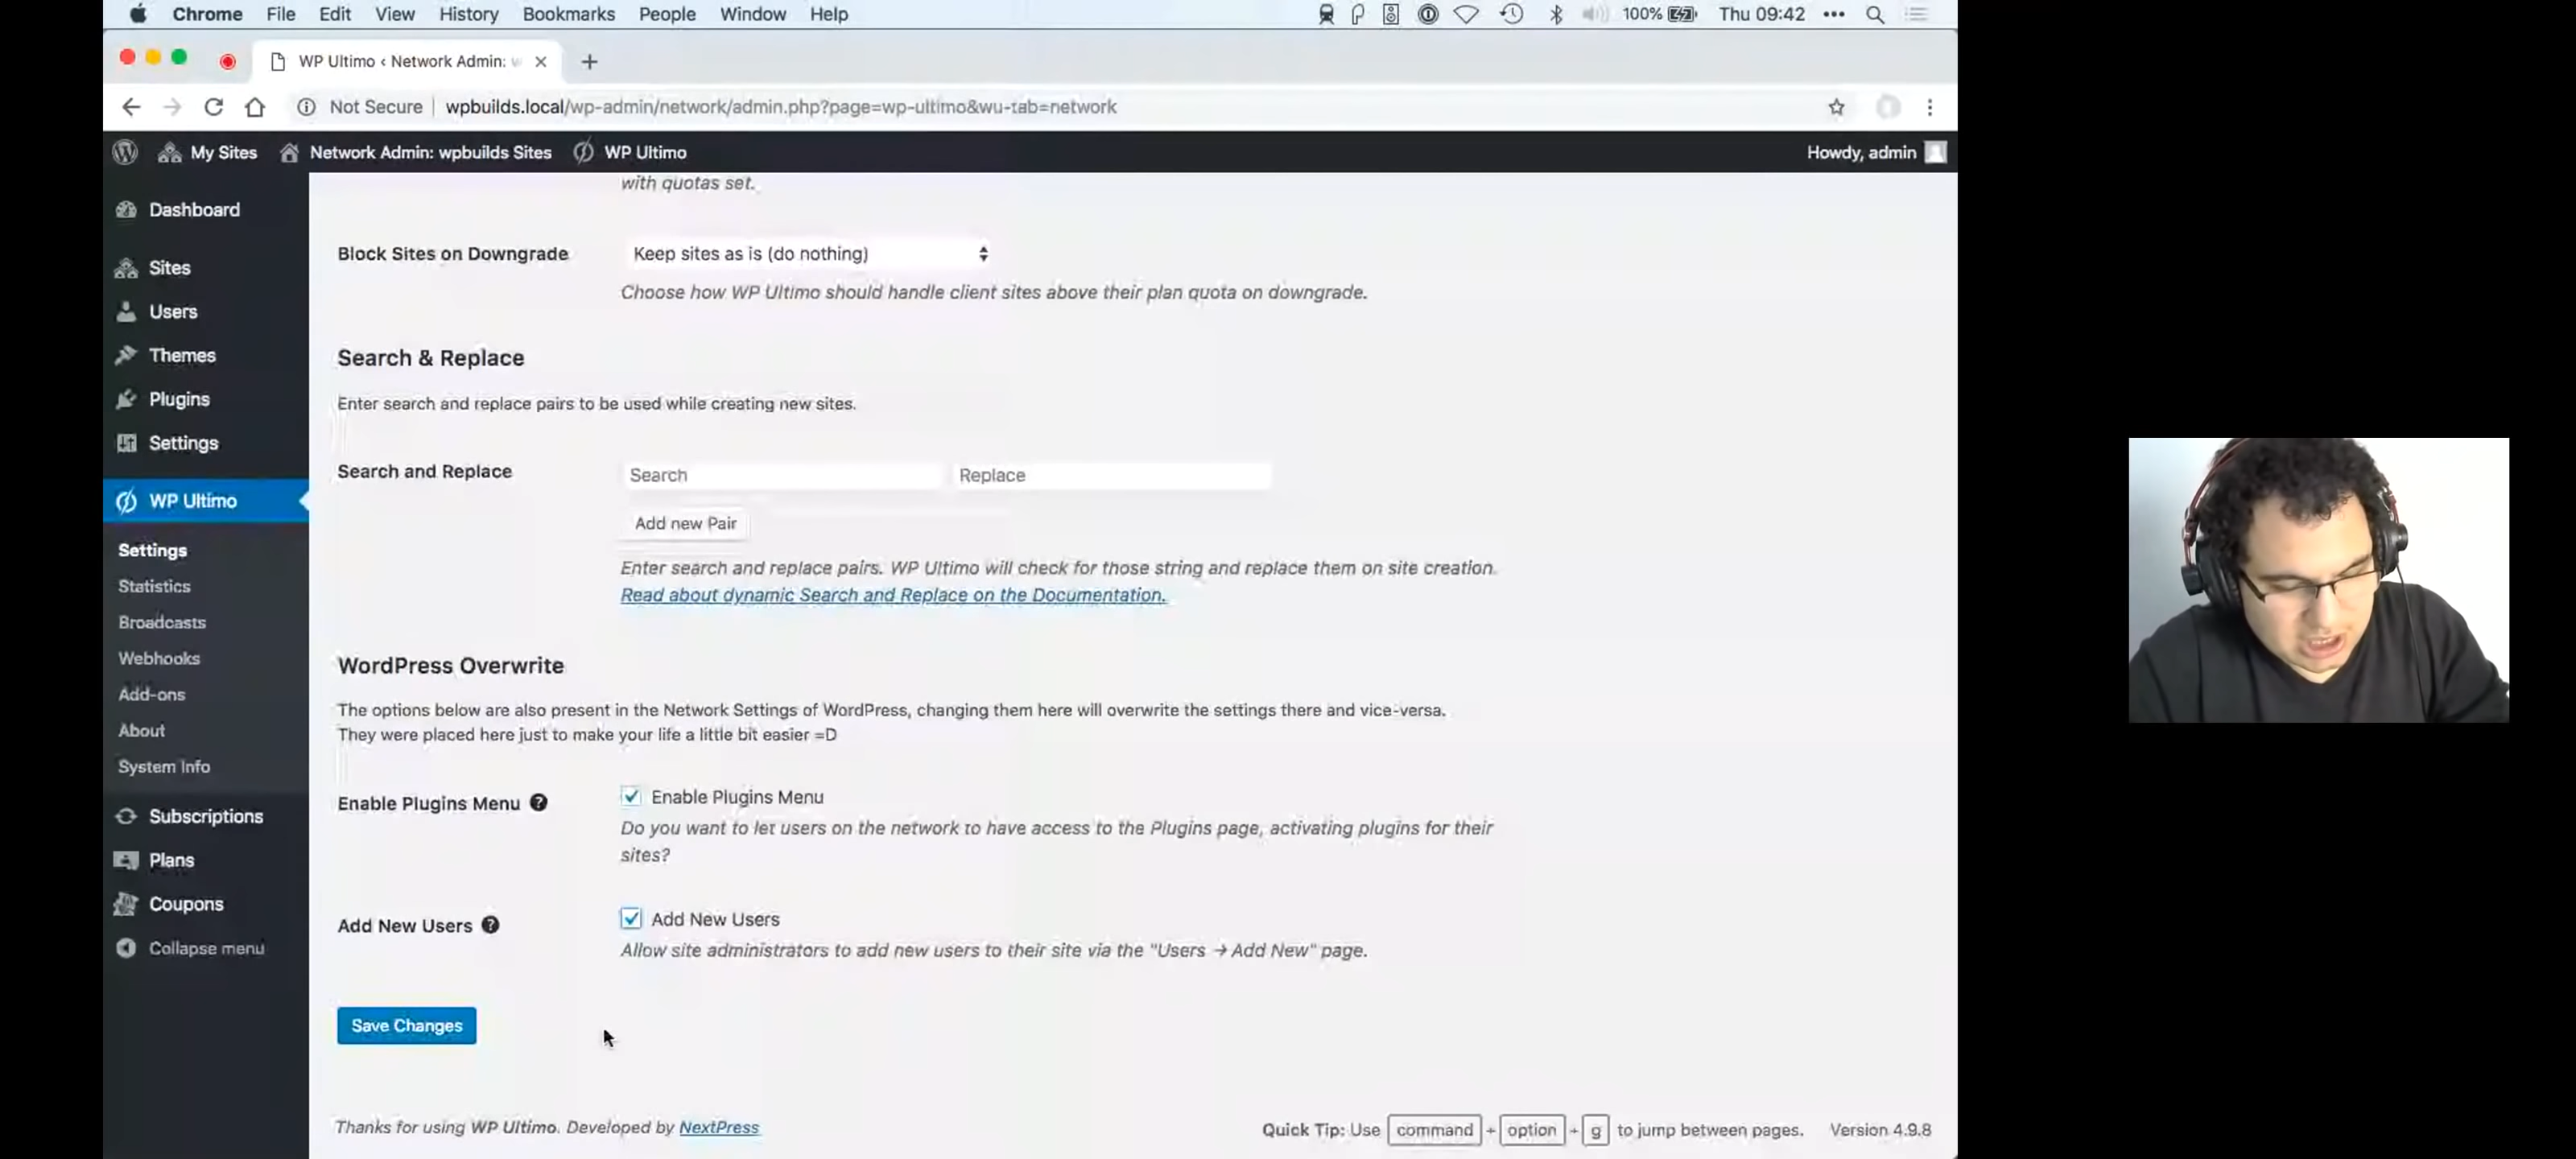 Chrome File Edit View History Bookmarks People Window Help 100% Thu 09:42
WP Ultimo ‹ Network Admin: w
Not Secure | wpbuilds.local/wp-admin/network/admin.php?page=wp-ultimo&wu-tab=network
My Sites Network Admin: wpbuilds Sites WP Ultimo Howdy, admin
Dashboard
Sites
Users
Themes
Plugins
Settings
WP Ultimo
Settings
Statistics
Broadcasts
Webhooks
Add-ons
About
System Info
Subscriptions
Plans
Coupons
Collapse menu
with quotas set.
Block Sites on Downgrade Keep sites as is (do nothing)
Choose how WP Ultimo should handle client sites above their plan quota on downgrade.
Search & Replace
Enter search and replace pairs to be used while creating new sites.
Search and Replace Search Replace
Add new Pair
Enter search and replace pairs. WP Ultimo will check for those string and replace them on site creation.
Read about dynamic Search and Replace on the Documentation.
WordPress Overwrite
The options below are also present in the Network Settings of WordPress, changing them here will overwrite the settings there and vice-versa.
They were placed here just to make your life a little bit easier =D
Enable Plugins Menu ? Enable Plugins Menu
Do you want to let users on the network to have access to the Plugins page, activating plugins for their
sites?
Add New Users ? Add New Users
Allow site administrators to add new users to their site via the "Users → Add New" page.
Save Changes
Thanks for using WP Ultimo. Developed by NextPress
Quick Tip: Use command + option + g to jump between pages. Version 4.9.8